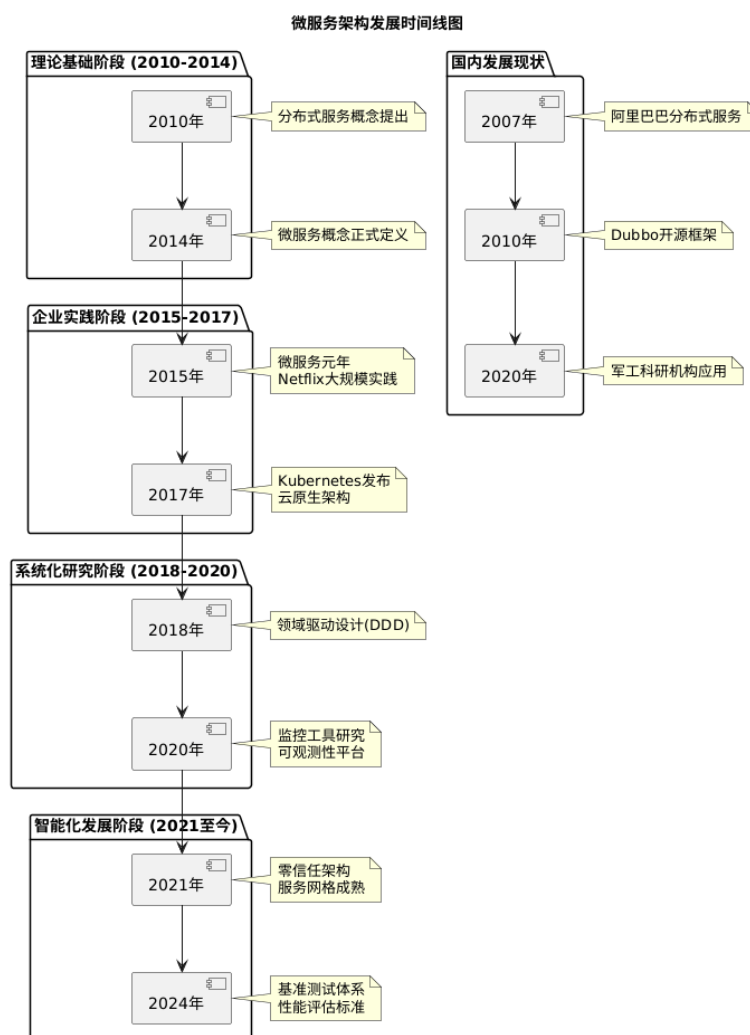 微服务架构发展时间线图
理论基础阶段 (2010-2014)
2010年
分布式服务概念提出
2014年
微服务概念正式定义
企业实践阶段 (2015-2017)
2015年
微服务元年
Netflix大规模实践
2017年
Kubernetes发布
云原生架构
系统化研究阶段 (2018-2020)
2018年
领域驱动设计(DDD)
2020年
监控工具研究
可观测性平台
智能化发展阶段 (2021至今)
2021年
零信任架构
服务网格成熟
2024年
基准测试体系
性能评估标准
国内发展现状
2007年
阿里巴巴分布式服务
2010年
Dubbo开源框架
2020年
军工科研机构应用